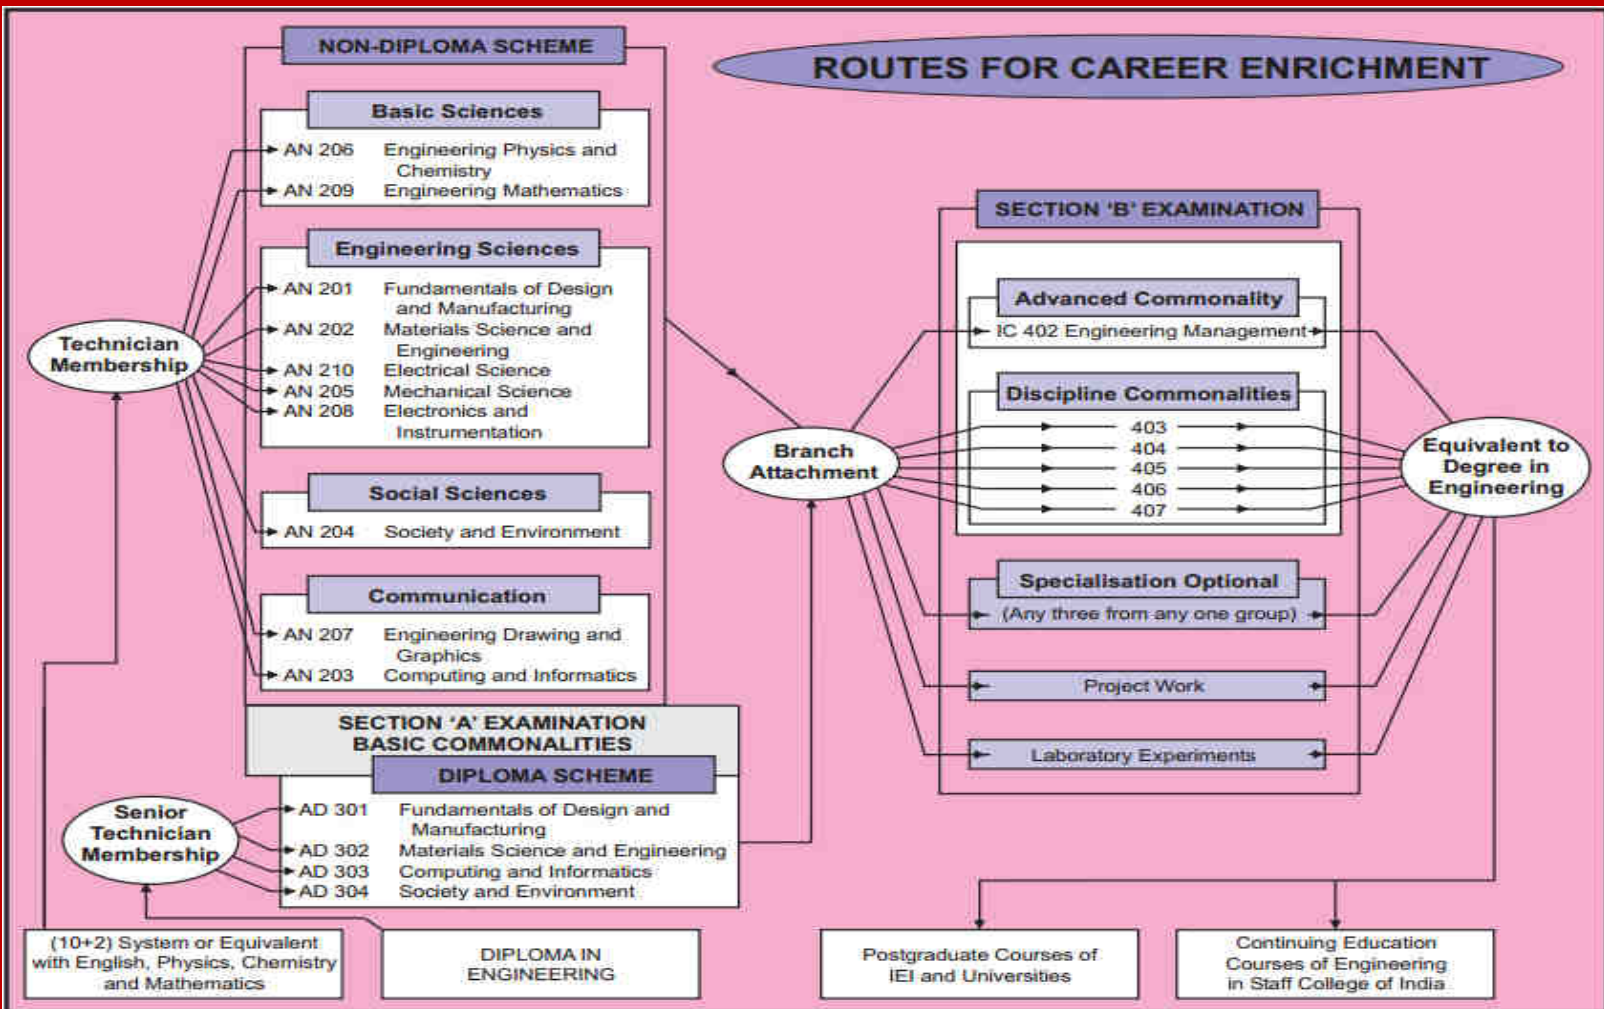 ROUTES FOR CAREER ENRICHMENT
NON-DIPLOMA SCHEME
Basic Sciences
AN 206 Engineering Physics and
Chemistry
AN 209 Engineering Mathematics
Engineering Sciences
AN 201 Fundamentals of Design
and Manufacturing
AN 202 Materials Science and
Engineering
AN 210 Electrical Science
AN 205 Mechanical Science
AN 208 Electronics and
Instrumentation
Social Sciences
AN 204 Society and Environment
Communication
AN 207 Engineering Drawing and
Graphics
AN 203 Computing and Informatics
Technician
Membership
SECTION ‘A’ EXAMINATION
BASIC COMMONALITIES
DIPLOMA SCHEME
AD 301 Fundamentals of Design and
Manufacturing
AD 302 Materials Science and Engineering
AD 303 Computing and Informatics
AD 304 Society and Environment
Senior
Technician
Membership
(10+2) System or Equivalent
with English, Physics, Chemistry
and Mathematics
DIPLOMA IN
ENGINEERING
Branch
Attachment
SECTION ‘B’ EXAMINATION
Advanced Commonality
IC 402 Engineering Management
Discipline Commonalities
403
404
405
406
407
Specialisation Optional
(Any three from any one group)
Project Work
Laboratory Experiments
Equivalent to
Degree in
Engineering
Postgraduate Courses of
IEI and Universities
Continuing Education
Courses of Engineering
in Staff College of India